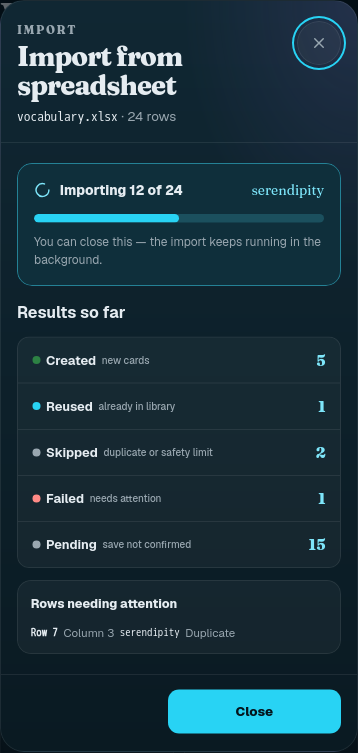 IMPORT
Import from
spreadsheet
vocabulary.xlsx · 24 rows
Importing 12 of 24 serendipity
You can close this — the import keeps running in the
background.
Results so far
Created new cards 5
Reused already in library 1
Skipped duplicate or safety limit 2
Failed needs attention 1
Pending save not confirmed 15
Rows needing attention
Row 7 Column 3 serendipity Duplicate
Close